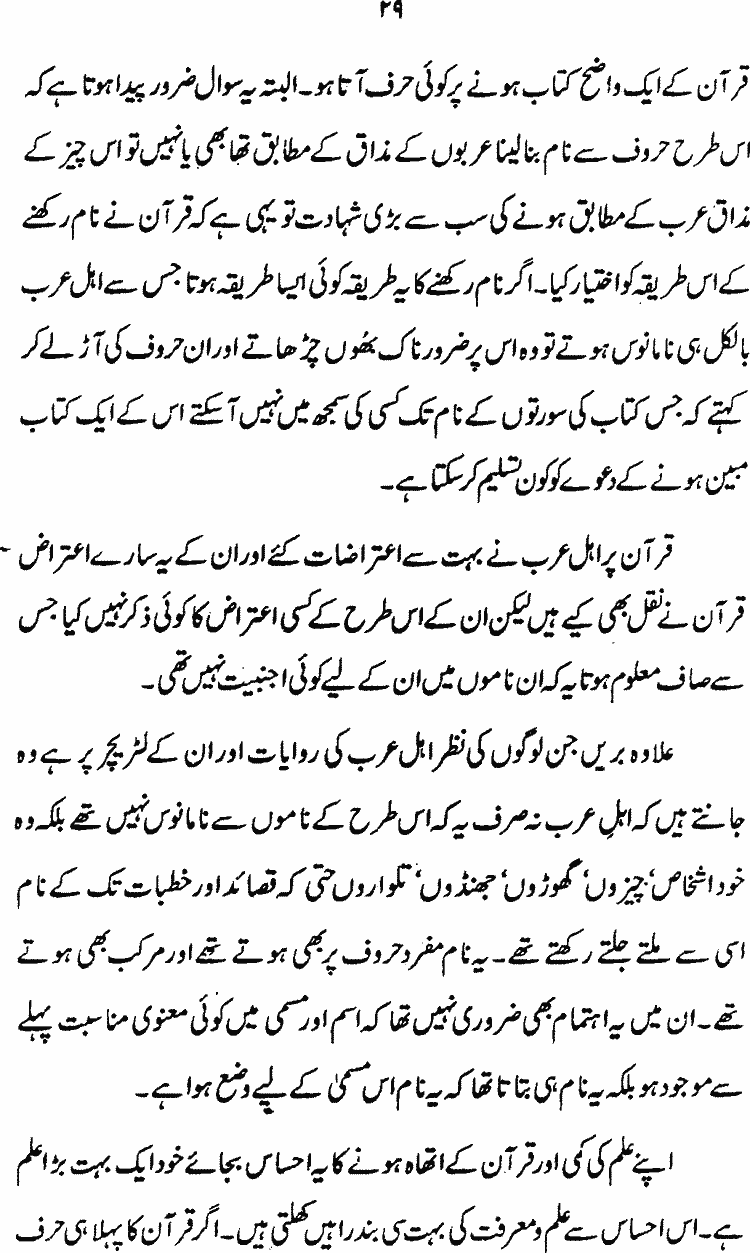 ۲۹
قرآن کے ایک واضح کتاب ہونے پر کوئی حرف آتا ہو۔ البتہ یہ سوال ضرور پیدا ہوتا ہے کہ
اس طرح حروف سے نام بنا لینا عربوں کے مذاق کے مطابق تھا بھی یا نہیں تو اس چیز کے
مذاق عرب کے مطابق ہونے کی سب سے بڑی شہادت تو یہی ہے کہ قرآن نے نام رکھنے
کے اس طریقہ کو اختیار کیا۔ اگر نام رکھنے کا یہ طریقہ کوئی ایسا طریقہ ہوتا جس سے اہل عرب
بالکل ہی نامانوس ہوتے تو وہ اس پر ضرور ناک بھُوں چڑھاتے اور ان حروف کی آڑ لے کر
کہتے کہ جس کتاب کی سورتوں کے نام تک کسی کی سمجھ میں نہیں آسکتے اس کے ایک کتاب
مبین ہونے کے دعوے کو کون تسلیم کر سکتا ہے۔
قرآن پر اہل عرب نے بہت سے اعتراضات کئے اور ان کے یہ سارے اعتراض
قرآن نے نقل بھی کیے ہیں لیکن ان کے اس طرح کے کسی اعتراض کا کوئی ذکر نہیں کیا جس
سے صاف معلوم ہوتا یہ کہ ان ناموں میں ان کے لیے کوئی اجنبیت نہیں تھی۔
علاوہ بریں جن لوگوں کی نظر اہل عرب کی روایات اور ان کے لٹریچر پر ہے وہ
جانتے ہیں کہ اہلِ عرب نہ صرف یہ کہ اس طرح کے ناموں سے نامانوس نہیں تھے بلکہ وہ
خود اشخاص‘ چیزوں‘ گھوڑوں‘ جھنڈوں‘ تلواروں حتی کہ قصائد اور خطبات تک کے نام
اسی سے ملتے جلتے رکھتے تھے۔ یہ نام مفرد حروف پر بھی ہوتے تھے اور مرکب بھی ہوتے
تھے۔ ان میں یہ اہتمام بھی ضروری نہیں تھا کہ اسم اور مسمی میں کوئی معنوی مناسبت پہلے
سے موجود ہو بلکہ یہ نام ہی بتاتا تھا کہ یہ نام اس مسمیٰ کے لیے وضع ہوا ہے۔
اپنے علم کی کمی اور قرآن کے اتھاہ ہونے کا یہ احساس بجائے خود ایک بہت بڑا علم
ہے۔ اس احساس سے علم و معرفت کی بہت سی بند راہیں کھلتی ہیں۔ اگر قرآن کا پہلا ہی حرف